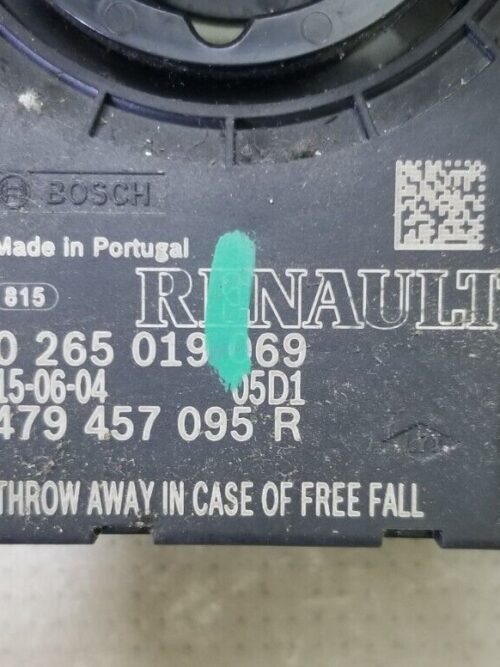 BOSCH
Made in Portugal
815
RENAULT
0 265 019 069
15-06-04 05D1
479 457 095 R
THROW AWAY IN CASE OF FREE FALL